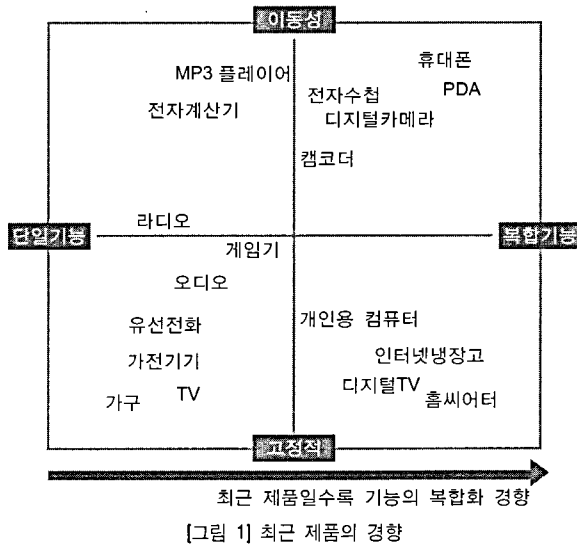 이동성
휴대폰
MP3 플레이어
PDA
전자수첩
전자계산기
디지털카메라
캠코더
라디오
단일기능
복합기능
게임기
오디오
유선전화
개인용 컴퓨터
가전기기
인터넷냉장고
TV
디지털TV
가구
홈씨어터
고정적
최근 제품일수록 기능의 복합화 경향
[그림 1] 최근 제품의 경향